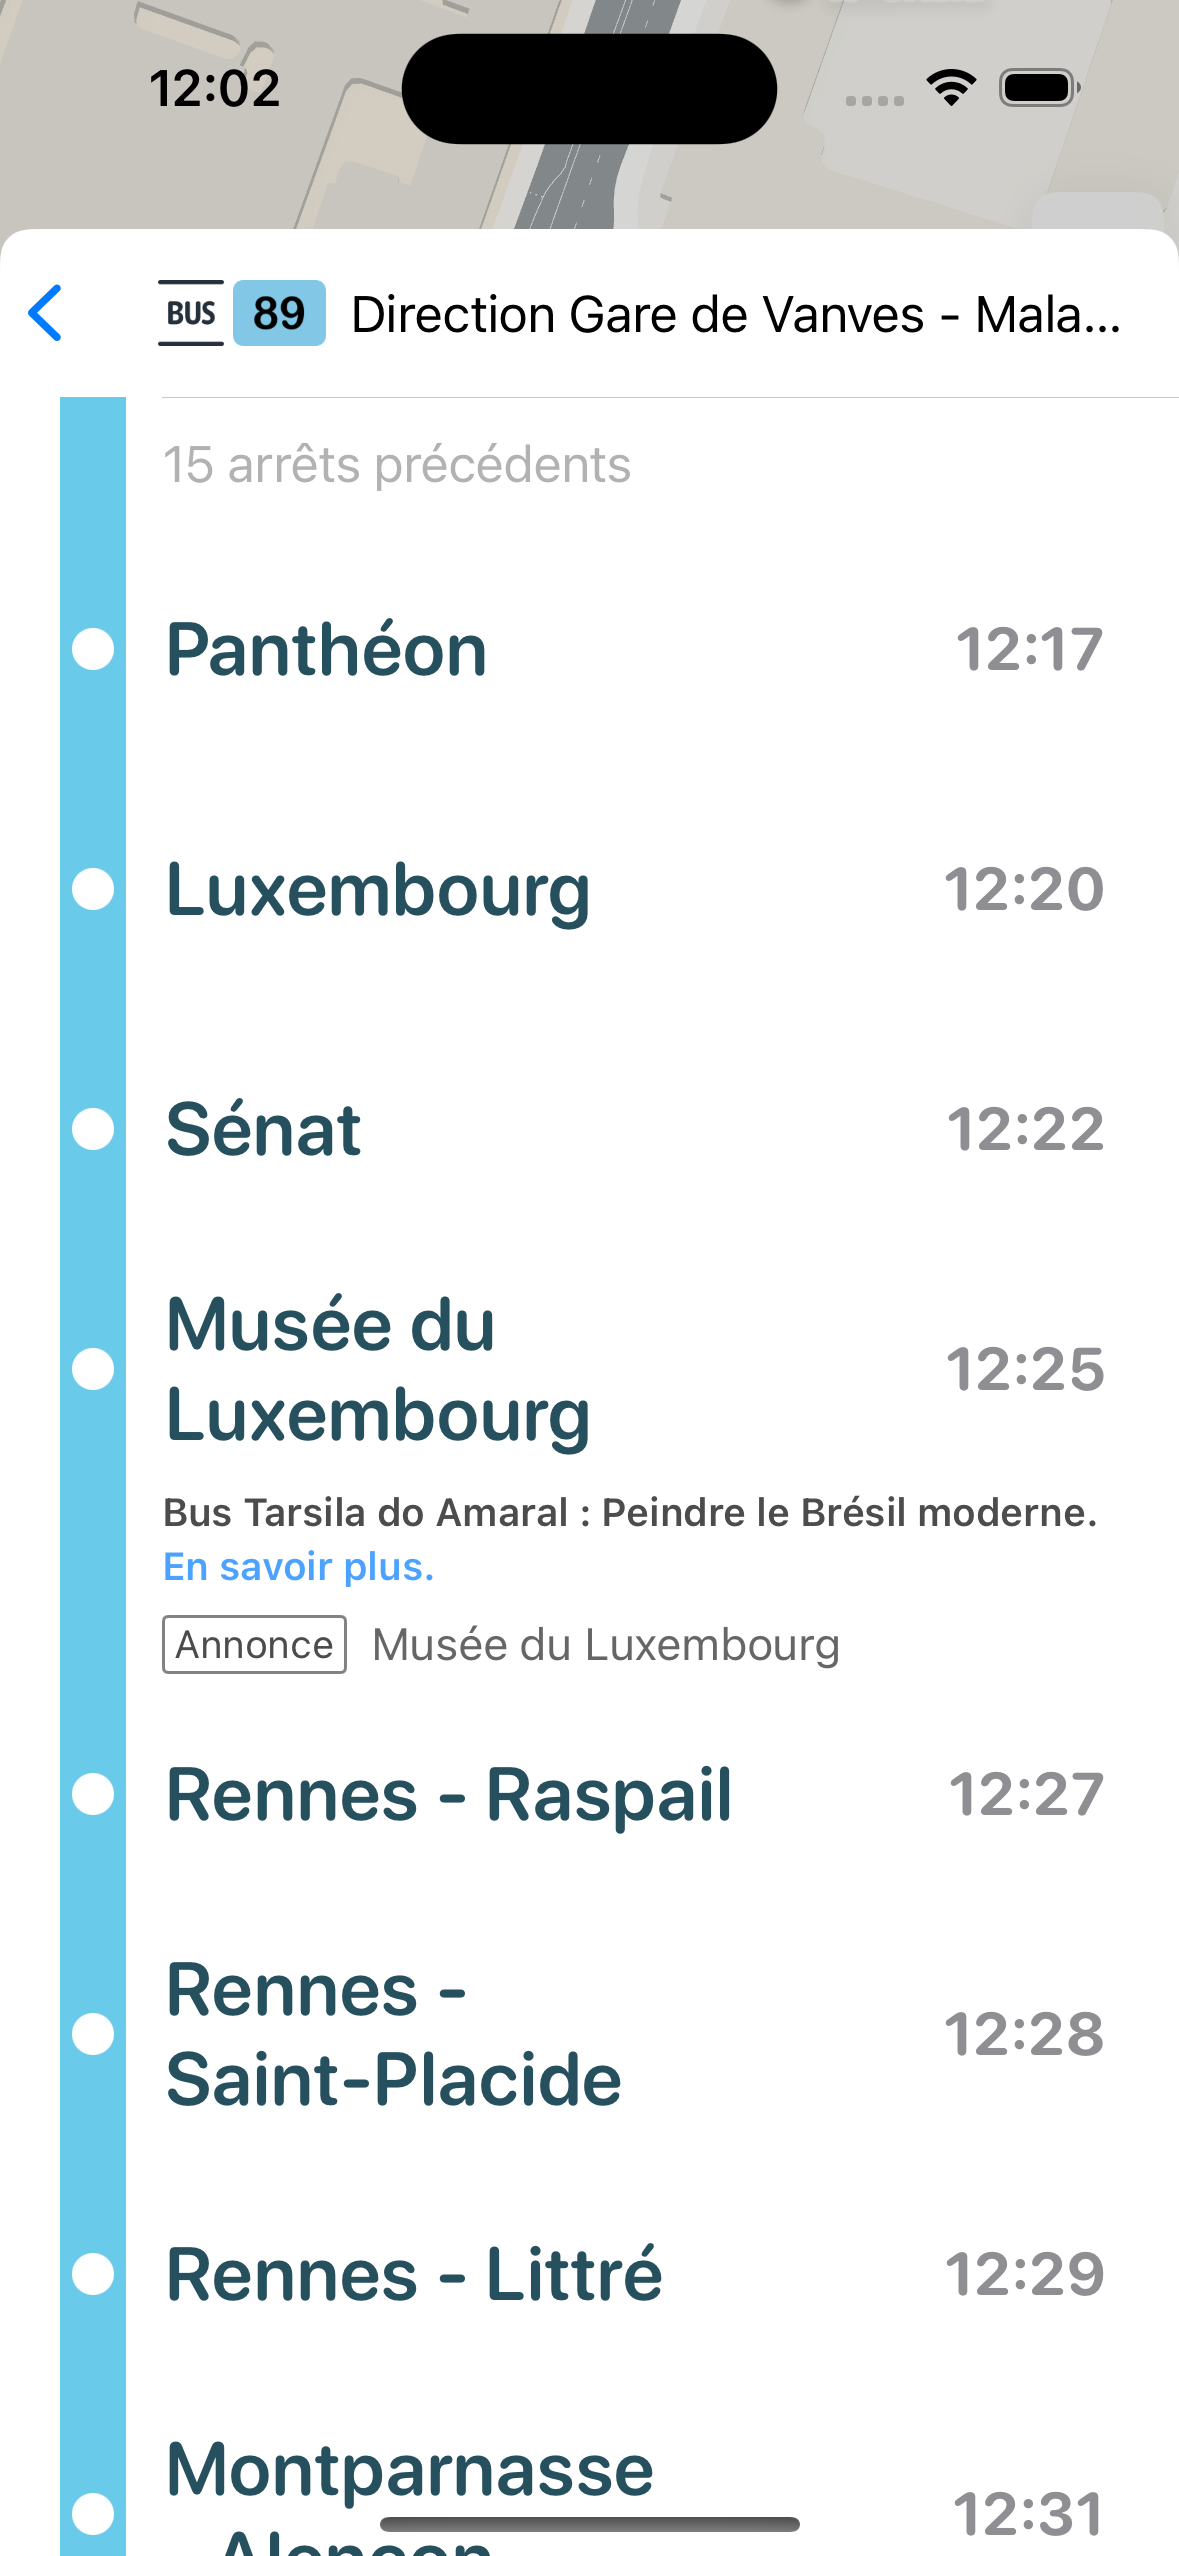 12:02
BUS 89 Direction Gare de Vanves - Mala...
15 arrêts précédents
Panthéon 12:17
Luxembourg 12:20
Sénat 12:22
Musée du
Luxembourg 12:25
Bus Tarsila do Amaral : Peindre le Brésil moderne.
En savoir plus.
Annonce Musée du Luxembourg
Rennes - Raspail 12:27
Rennes -
Saint-Placide 12:28
Rennes - Littré 12:29
Montparnasse 12:31